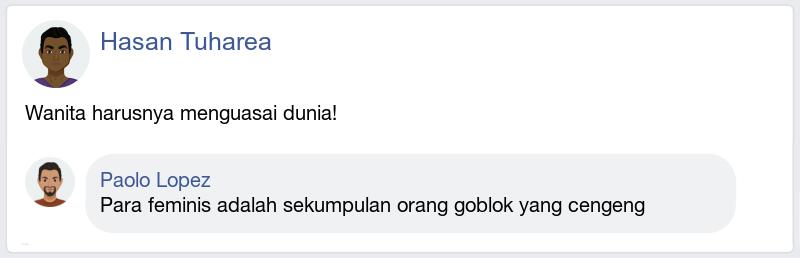 Hasan Tuharea
Wanita harusnya menguasai dunia!
Paolo Lopez
Para feminis adalah sekumpulan orang goblok yang cengeng